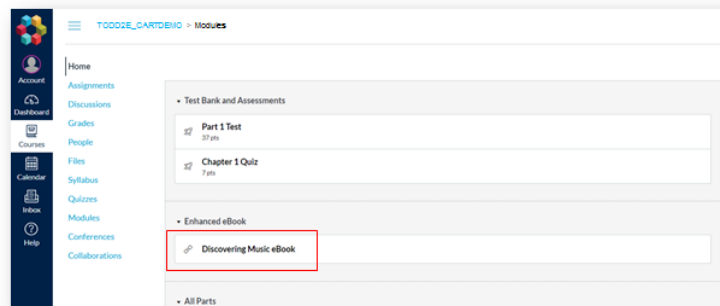 TODD2E_CARTDEMO > Modules
Account
Dashboard
Courses
Calendar
Inbox
Help
Home
Assignments
Discussions
Grades
People
Files
Syllabus
Quizzes
Modules
Conferences
Collaborations
Test Bank and Assessments
Part 1 Test
37 pts
Chapter 1 Quiz
7 pts
Enhanced eBook
Discovering Music eBook
All Parts